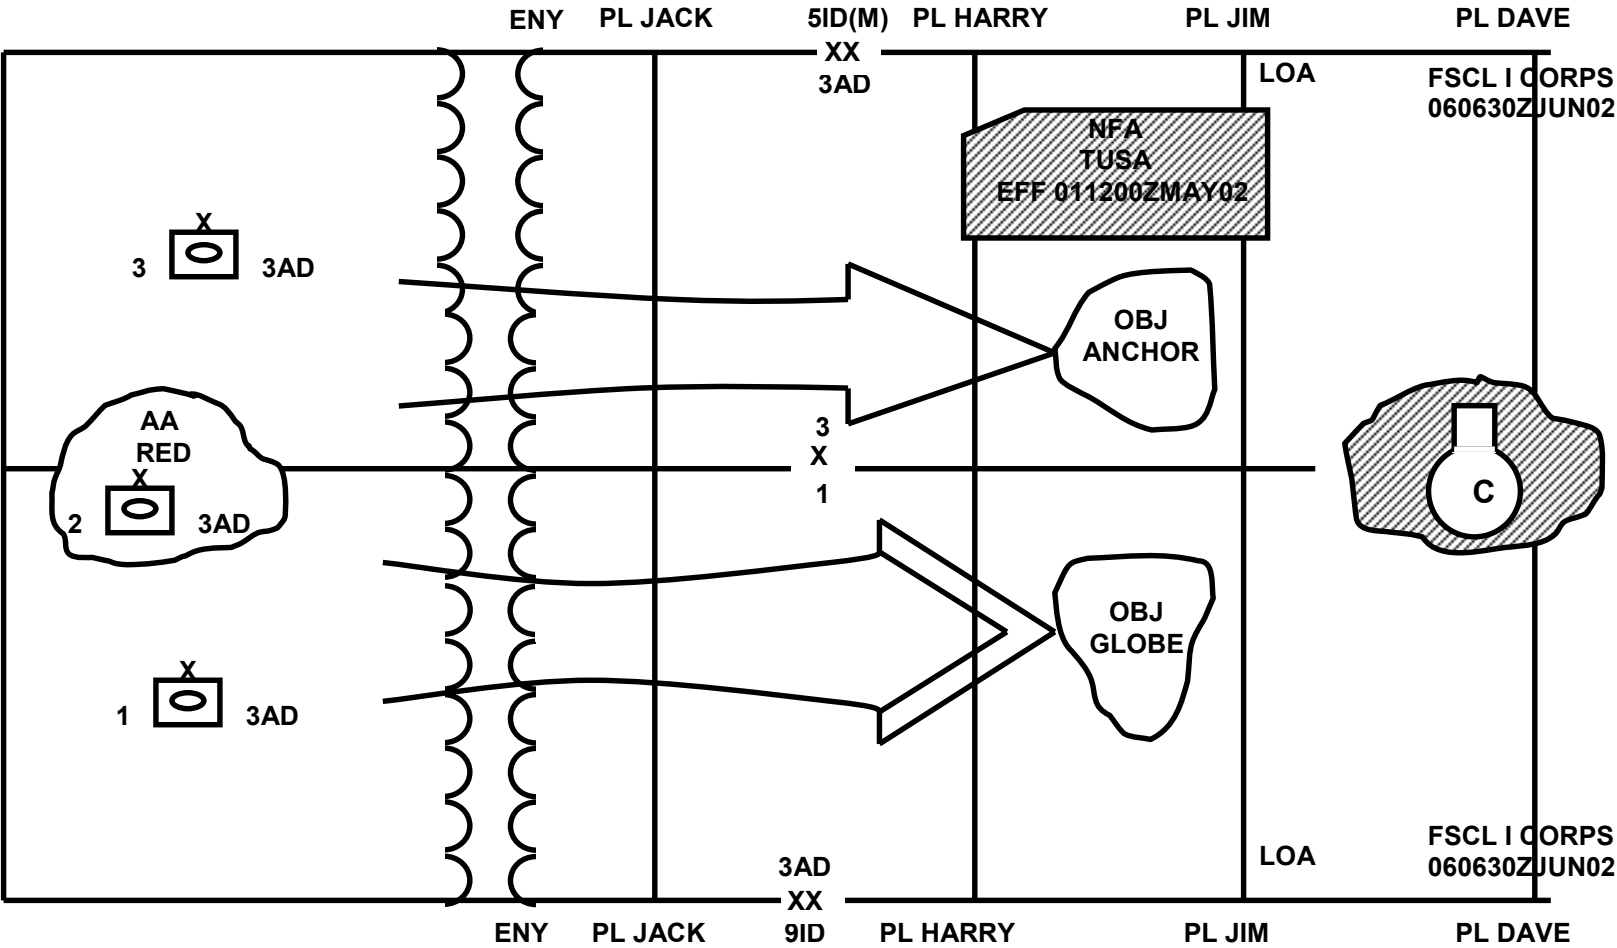 ENY PL JACK 5ID(M) PL HARRY PL JIM PL DAVE
XX
3AD
LOA
FSCL I CORPS
060630ZJUN02
NFA
TUSA
EFF 011200ZMAY02
X
3 3AD
OBJ
ANCHOR
AA
RED
X
2 3AD
3
X
1
C
OBJ
GLOBE
X
1 3AD
FSCL I CORPS
060630ZJUN02
LOA
3AD
XX
ENY PL JACK 9ID PL HARRY PL JIM PL DAVE